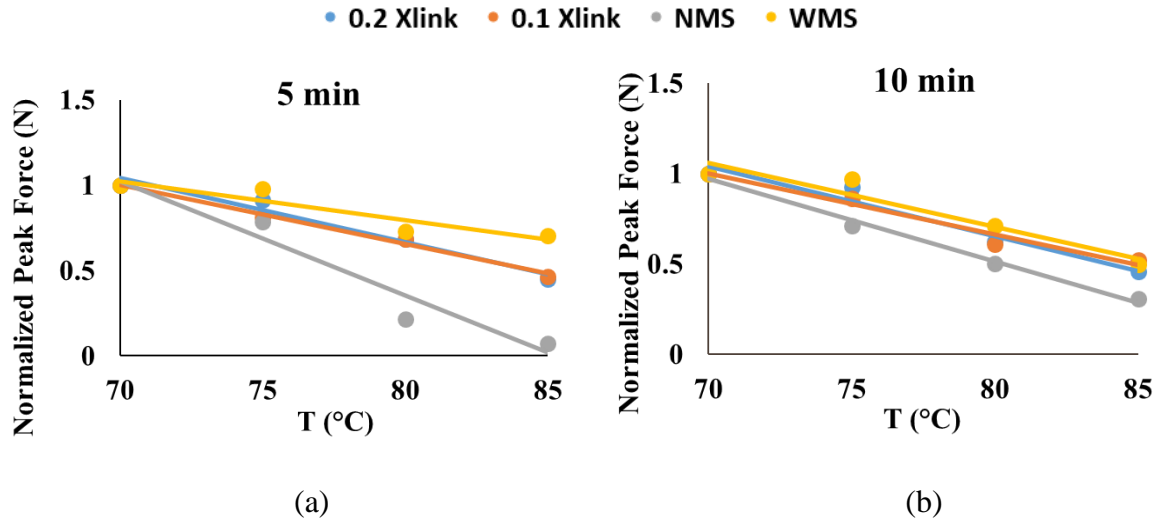 0.2 Xlink 0.1 Xlink NMS WMS
5 min
Normalized Peak Force (N)
1.5
1
0.5
0
70 75 80 85
T (°C)
(a)
10 min
Normalized Peak Force (N)
1.5
1
0.5
0
70 75 80 85
T (°C)
(b)